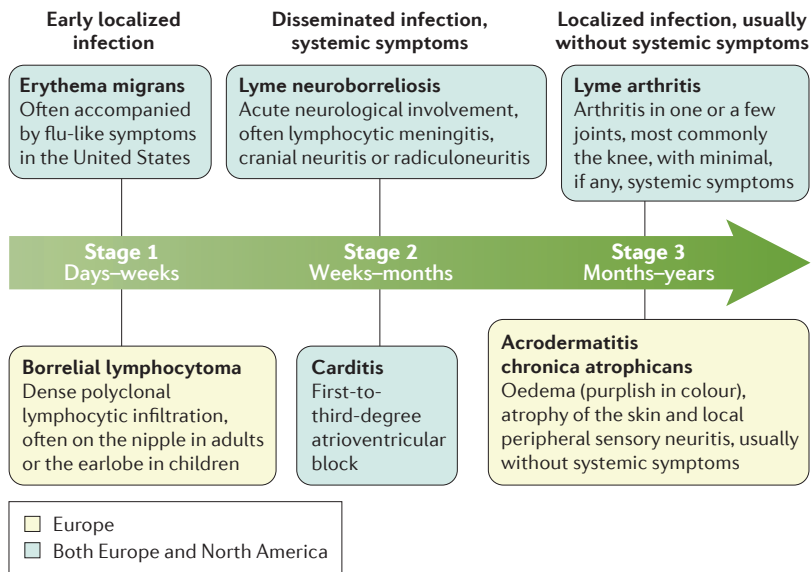 Early localized
infection
Disseminated infection,
systemic symptoms
Localized infection, usually
without systemic symptoms
Erythema migrans
Often accompanied
by flu-like symptoms
in the United States
Lyme neuroborreliosis
Acute neurological involvement,
often lymphocytic meningitis,
cranial neuritis or radiculoneuritis
Lyme arthritis
Arthritis in one or a few
joints, most commonly
the knee, with minimal,
if any, systemic symptoms
Stage 1
Days–weeks
Stage 2
Weeks–months
Stage 3
Months–years
Borrelial lymphocytoma
Dense polyclonal
lymphocytic infiltration,
often on the nipple in adults
or the earlobe in children
Carditis
First-to-
third-degree
atrioventricular
block
Acrodermatitis
chronica atrophicans
Oedema (purplish in colour),
atrophy of the skin and local
peripheral sensory neuritis, usually
without systemic symptoms
Europe
Both Europe and North America